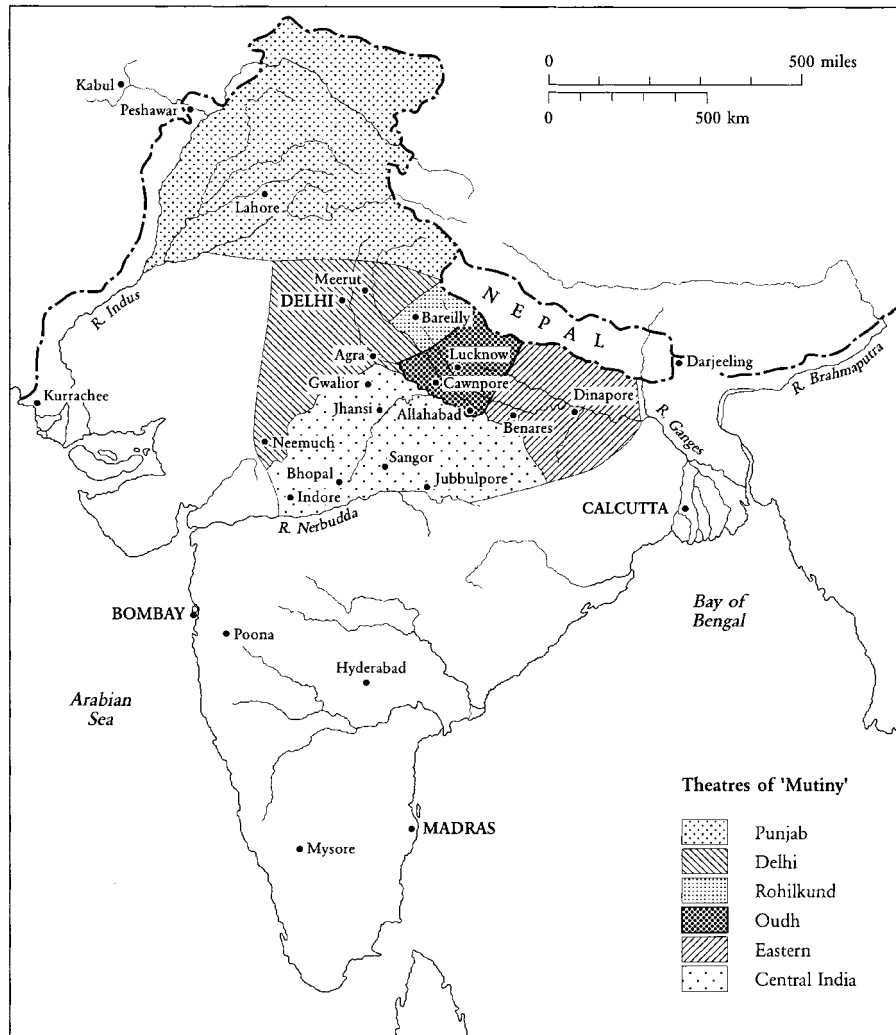 0 500 miles
0 500 km
Kabul
Peshawar
Lahore
R. Indus
Meerut
DELHI
NEPAL
Bareilly
Agra
Lucknow
Darjeeling
R. Brahmaputra
Gwalior
Cawnpore
Dinapore
Kurrachee
Jhansi
Allahabad
Benares
R. Ganges
Neemuch
Sangor
Bhopal
Jubbulpore
Indore
CALCUTTA
R. Nerbudda
BOMBAY
Bay of
Bengal
Poona
Hyderabad
Arabian
Sea
Theatres of 'Mutiny'
MADRAS
Punjab
Mysore
Delhi
Rohilkund
Oudh
Eastern
Central India